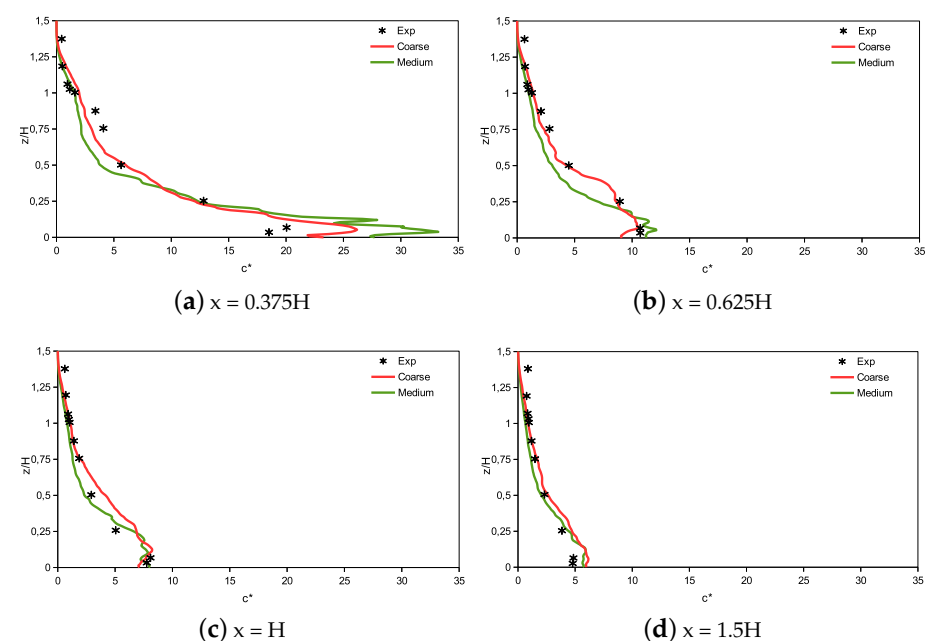 1,5
1,25
1
0,75
0,5
0,25
0
z/H
0 5 10 15 20 25 30 35
c*
Exp
Coarse
Medium
(a) x = 0.375H
1,5
1,25
1
0,75
0,5
0,25
0
z/H
0 5 10 15 20 25 30 35
c*
Exp
Coarse
Medium
(b) x = 0.625H
1,5
1,25
1
0,75
0,5
0,25
0
z/H
0 5 10 15 20 25 30 35
c*
Exp
Coarse
Medium
(c) x = H
1,5
1,25
1
0,75
0,5
0,25
0
z/H
0 5 10 15 20 25 30 35
c*
Exp
Coarse
Medium
(d) x = 1.5H